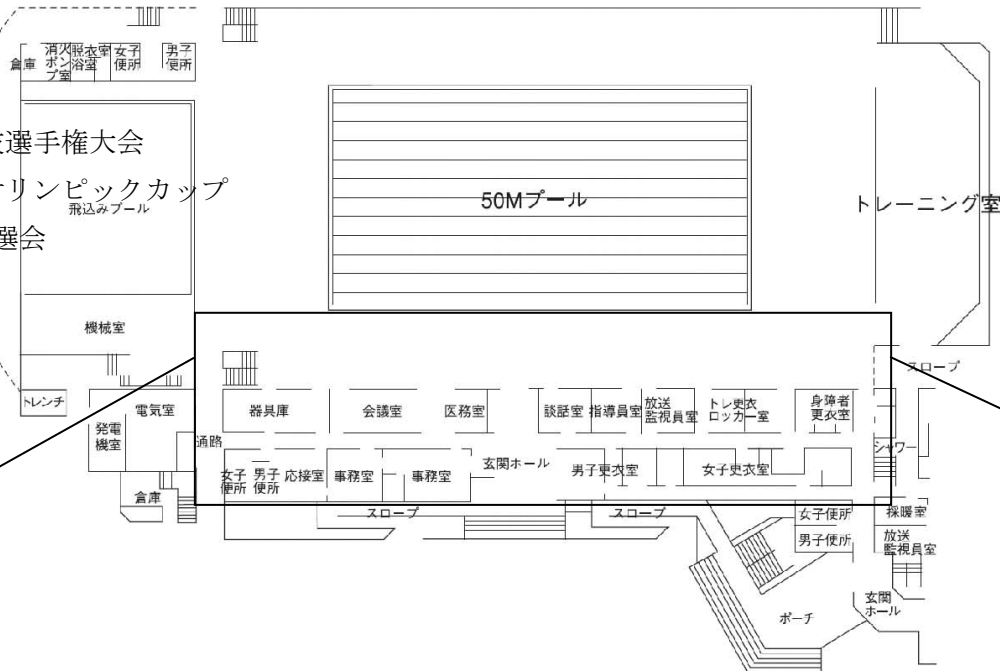 倉庫
消火
ポン
プ室
脱衣室
浴室
女子
便所
男子
便所
選手権大会
リンピックカップ
選会
飛込みプール
50Mプール
トレーニング室
機械室
スロープ
トレンチ
電気室
発電
機室
通路
器具庫
会議室
医務室
談話室
指導員室
放送
監視員室
トレ更衣
ロッカー室
身障者
更衣室
シャワー
女子
便所
男子
便所
応接室
事務室
事務室
玄関ホール
男子更衣室
女子更衣室
倉庫
スロープ
スロープ
女子便所
男子便所
採暖室
放送
監視員室
玄関
ホール
ポーチ